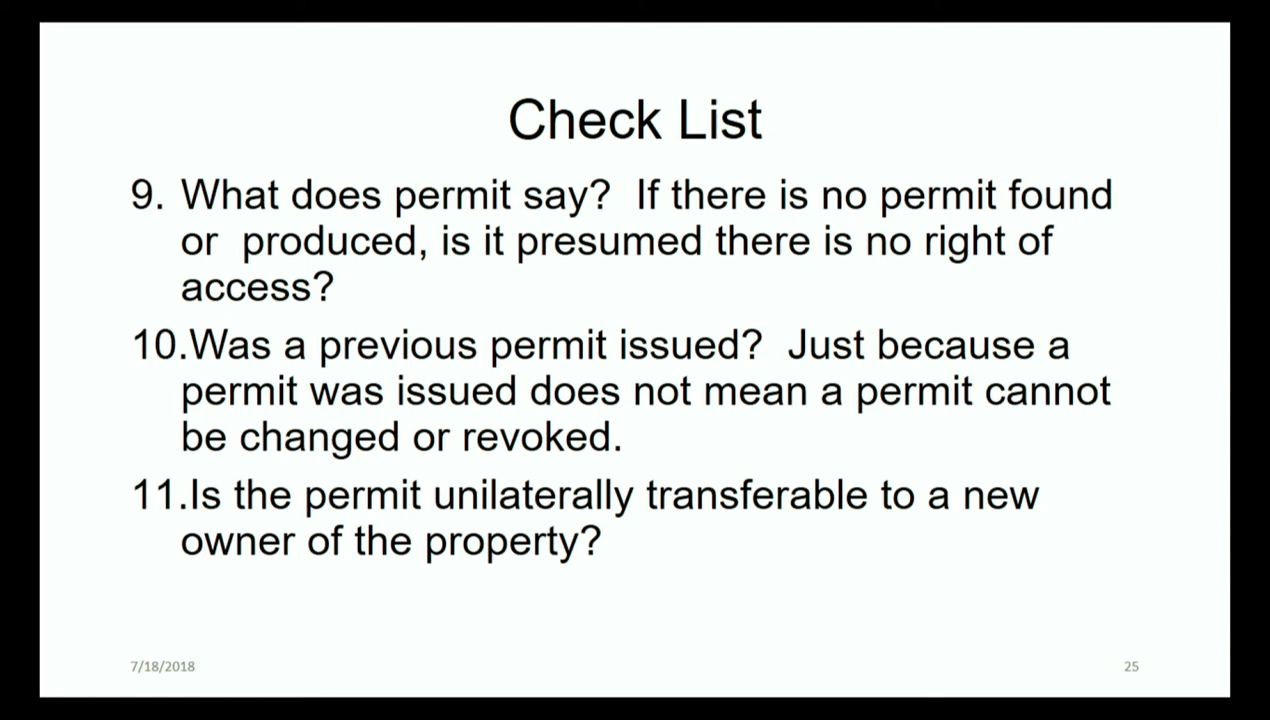 Check List
9. What does permit say?  If there is no permit found
or  produced, is it presumed there is no right of
access?
10.Was a previous permit issued?  Just because a
permit was issued does not mean a permit cannot
be changed or revoked.
11.Is the permit unilaterally transferable to a new
owner of the property?
7/18/2018
25